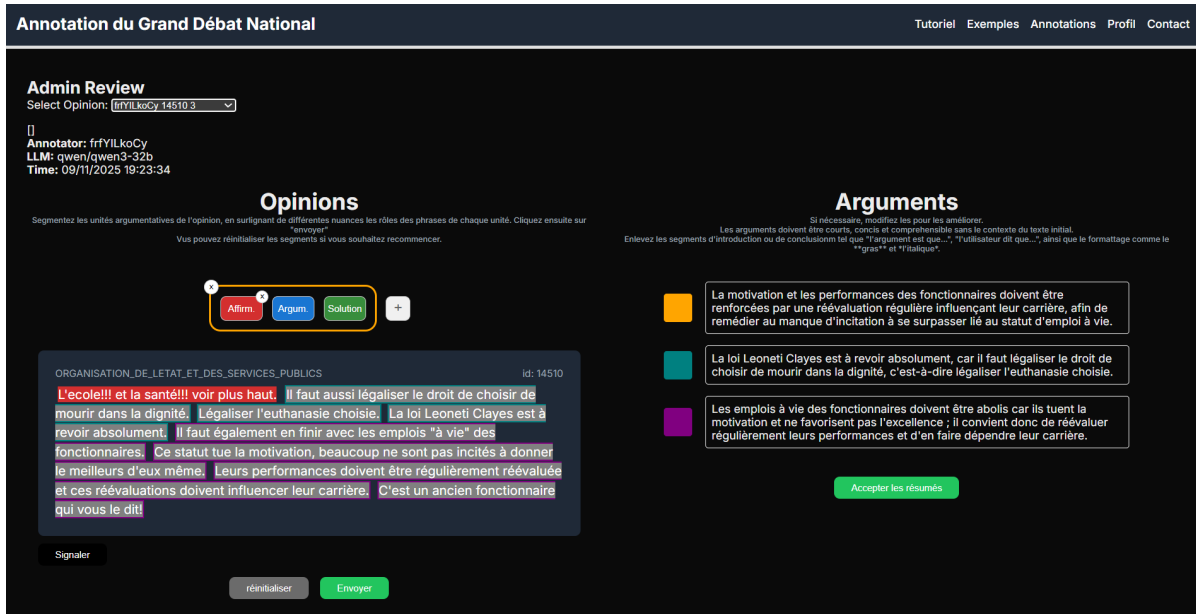 Annotation du Grand Débat National
Tutoriel Exemples Annotations Profil Contact
Admin Review
Select Opinion: frfYILkoCy 14510 3
[]
Annotator: frfYILkoCy
LLM: qwen/qwen3-32b
Time: 09/11/2025 19:23:34
Opinions
Segmentez les unités argumentatives de l'opinion, en surlignant de différentes nuances les rôles des phrases de chaque unité. Cliquez ensuite sur
"envoyer"
Vous pouvez réinitialiser les segments si vous souhaitez recommencer.
x
x
Affirm. Argum. Solution +
ORGANISATION_DE_LETAT_ET_DES_SERVICES_PUBLICS id: 14510
L'ecole!!! et la santé!!! voir plus haut. Il faut aussi légaliser le droit de choisir de
mourir dans la dignité. Légaliser l'euthanasie choisie. La loi Leoneti Clayes est à
revoir absolument. Il faut également en finir avec les emplois "à vie" des
fonctionnaires. Ce statut tue la motivation, beaucoup ne sont pas incités à donner
le meilleurs d'eux même. Leurs performances doivent être régulièrement réévaluée
et ces réévaluations doivent influencer leur carrière. C'est un ancien fonctionnaire
qui vous le dit!
Signaler
réinitialiser Envoyer
Arguments
Si nécessaire, modifiez les pour les améliorer.
Les arguments doivent être courts, concis et comprehensible sans le contexte du texte initial.
Enlevez les segments d'introduction ou de conclusionm tel que "l'argument est que...", "l'utilisateur dit que...", ainsi que le formattage comme le
**gras** et *l'italique*.
La motivation et les performances des fonctionnaires doivent être
renforcées par une réévaluation régulière influençant leur carrière, afin de
remédier au manque d'incitation à se surpasser lié au statut d'emploi à vie.
La loi Leoneti Clayes est à revoir absolument, car il faut légaliser le droit de
choisir de mourir dans la dignité, c'est-à-dire légaliser l'euthanasie choisie.
Les emplois à vie des fonctionnaires doivent être abolis car ils tuent la
motivation et ne favorisent pas l'excellence ; il convient donc de réévaluer
régulièrement leurs performances et d'en faire dépendre leur carrière.
Accepter les résumés